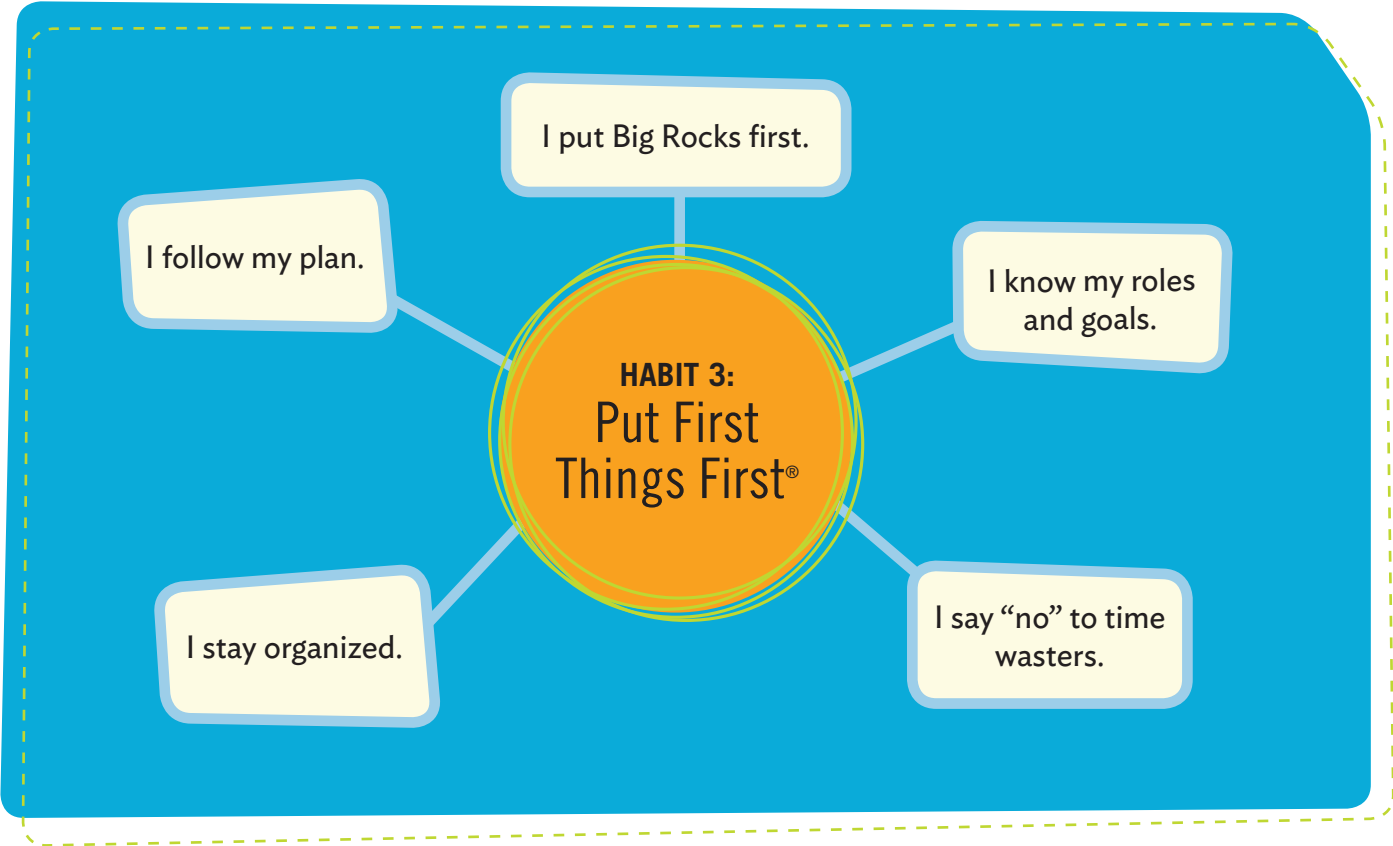 I put Big Rocks first.
I follow my plan.
I know my roles
and goals.
HABIT 3:
Put First
Things First®
I stay organized.
I say “no” to time
wasters.